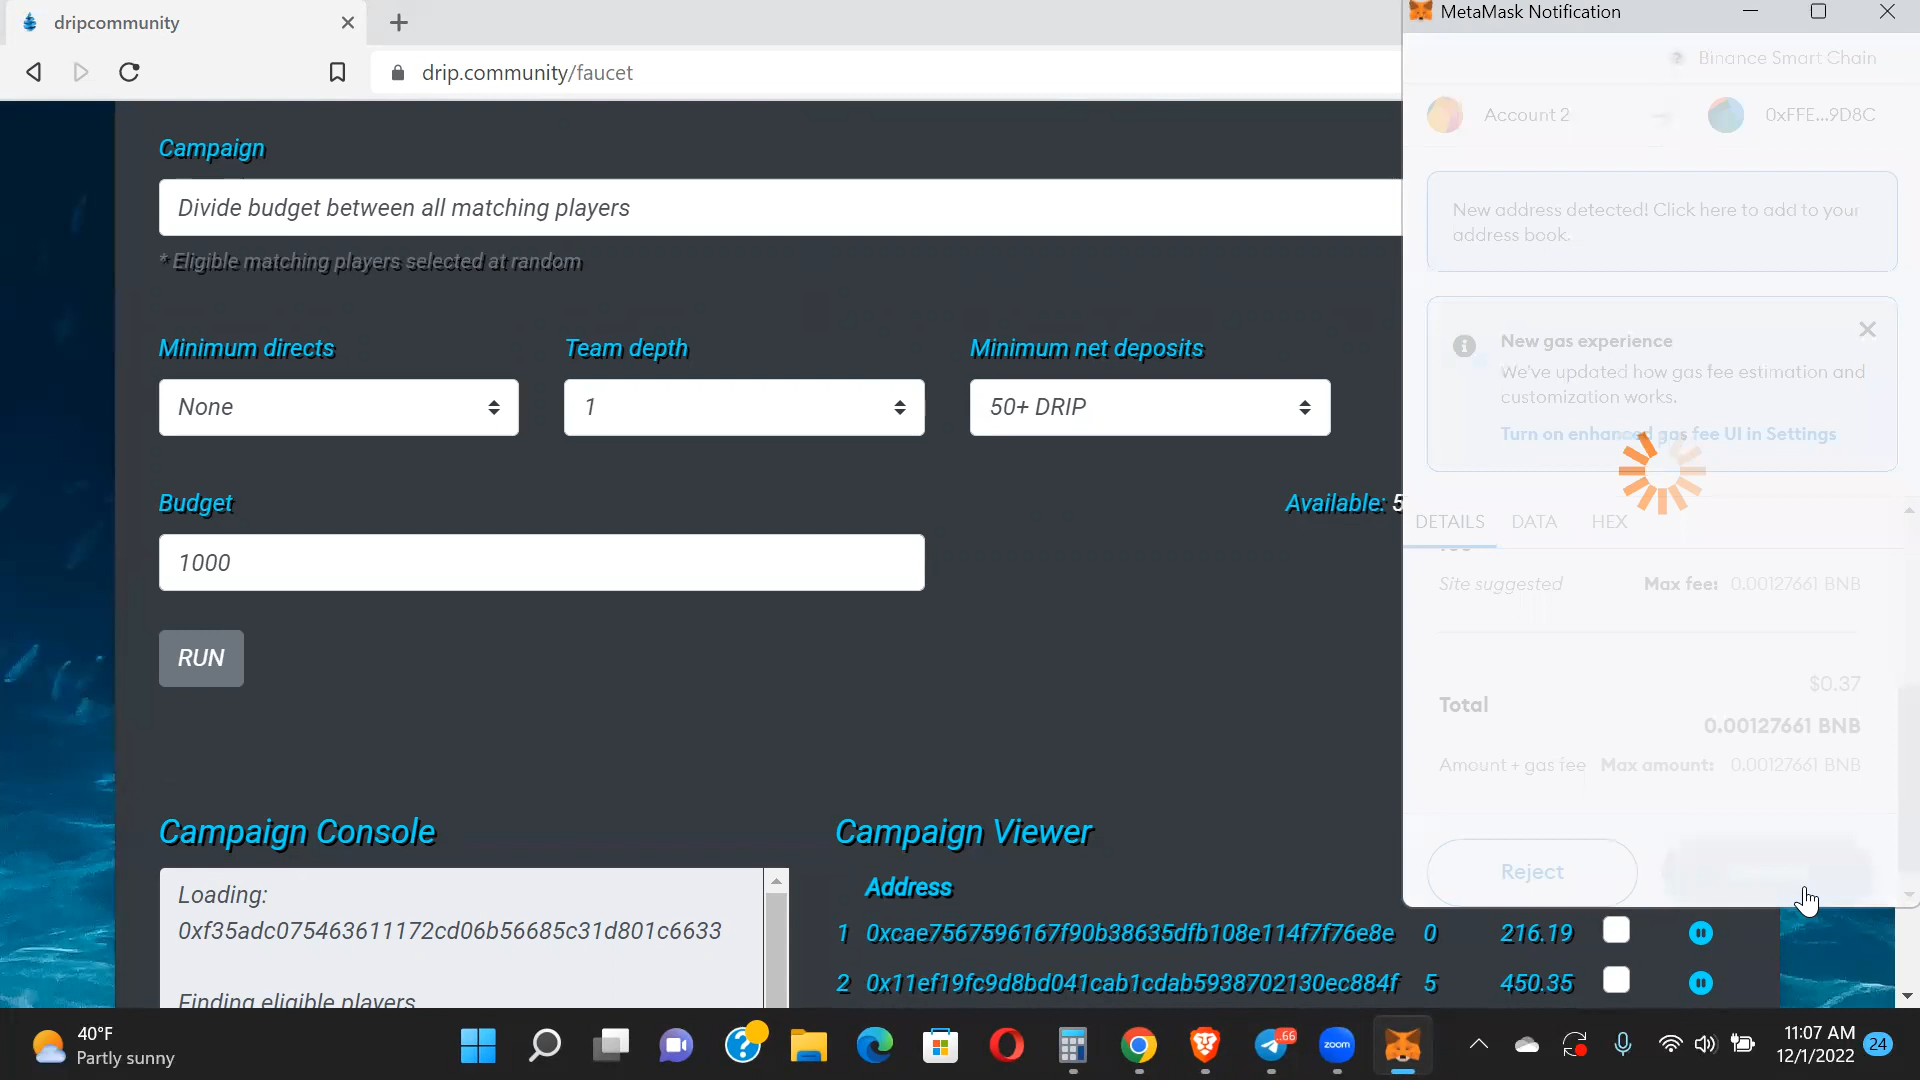 dripcommunity
drip.community/faucet
MetaMask Notification
Binance Smart Chain
Account 2
0xFFE...9D8C
New address detected! Click here to add to your
address book.
New gas experience
We've updated how gas fee estimation and
customization works.
Turn on enhanced gas fee UI in Settings
DETAILS
DATA
HEX
Site suggested
Max fee: 0.00127661 BNB
$0.37
Total
0.00127661 BNB
Amount + gas fee
Max amount: 0.00127661 BNB
Reject
Campaign
Divide budget between all matching players
* Eligible matching players selected at random
Minimum directs
Team depth
Minimum net deposits
None
1
50+ DRIP
Budget
Available: 5
1000
RUN
Campaign Console
Campaign Viewer
Loading:
0xf35adc075463611172cd06b56685c31d801c6633
Finding eligible players
Address
1 0xcae7567596167f90b38635dfb108e114f7f76e8e 0 216.19
2 0x11ef19fc9d8bd041cab1cdab5938702130ec884f 5 450.35
40°F
Partly sunny
66
zoom
11:07 AM
12/1/2022
24